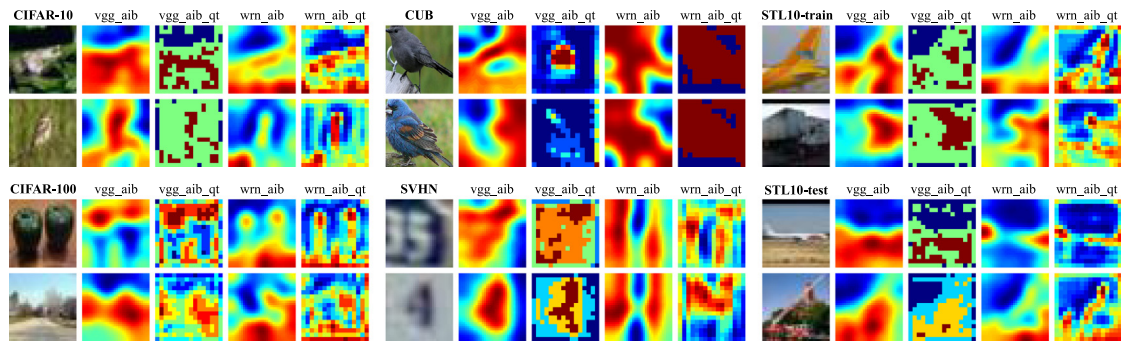 CIFAR-10 vgg_aib vgg_aib_qt wrn_aib wrn_aib_qt
CUB vgg_aib vgg_aib_qt wrn_aib wrn_aib_qt
STL10-train vgg_aib vgg_aib_qt wrn_aib wrn_aib_qt
CIFAR-100 vgg_aib vgg_aib_qt wrn_aib wrn_aib_qt
SVHN vgg_aib vgg_aib_qt wrn_aib wrn_aib_qt
35
STL10-test vgg_aib vgg_aib_qt wrn_aib wrn_aib_qt